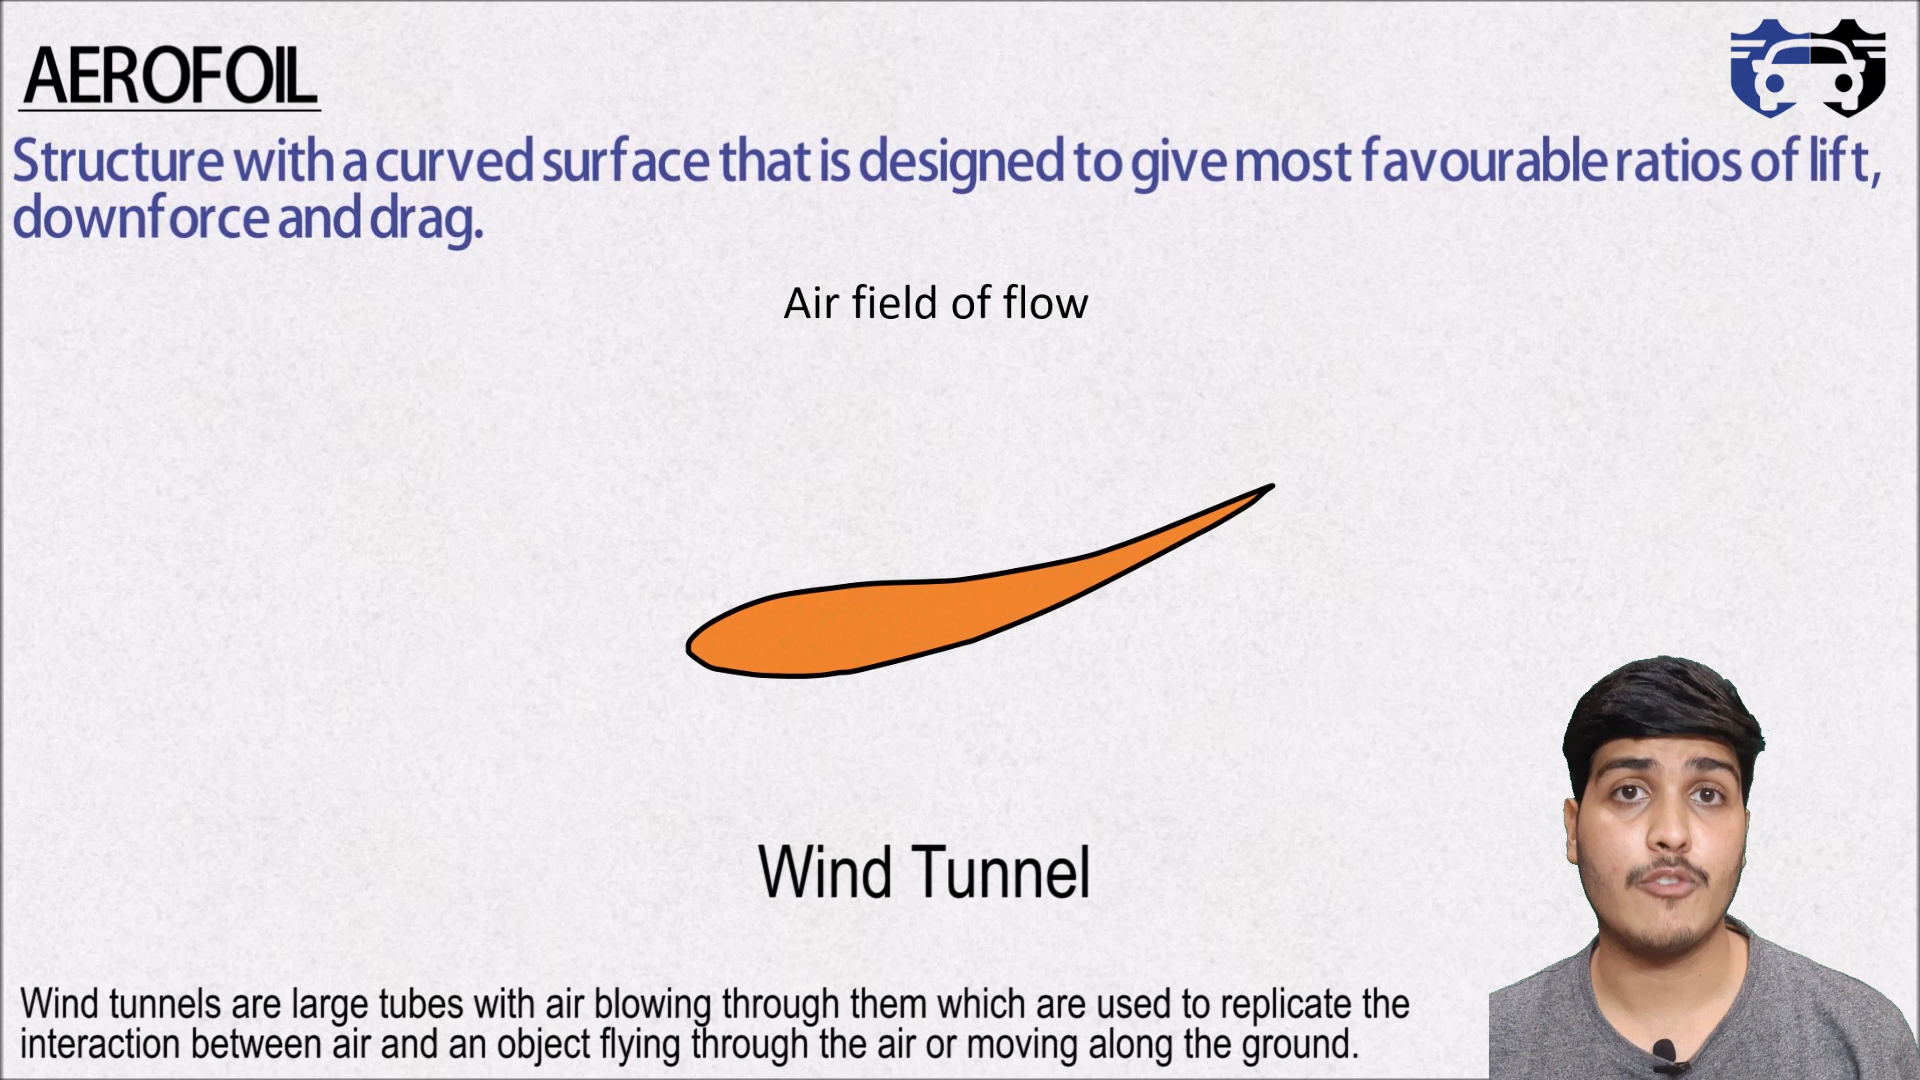 AEROFOIL
Structure with a curved surface that is designed to give most favourable ratios of lift,
downforce and drag.
Air field of flow
Wind Tunnel
Wind tunnels are large tubes with air blowing through them which are used to replicate the
interaction between air and an object flying through the air or moving along the ground.